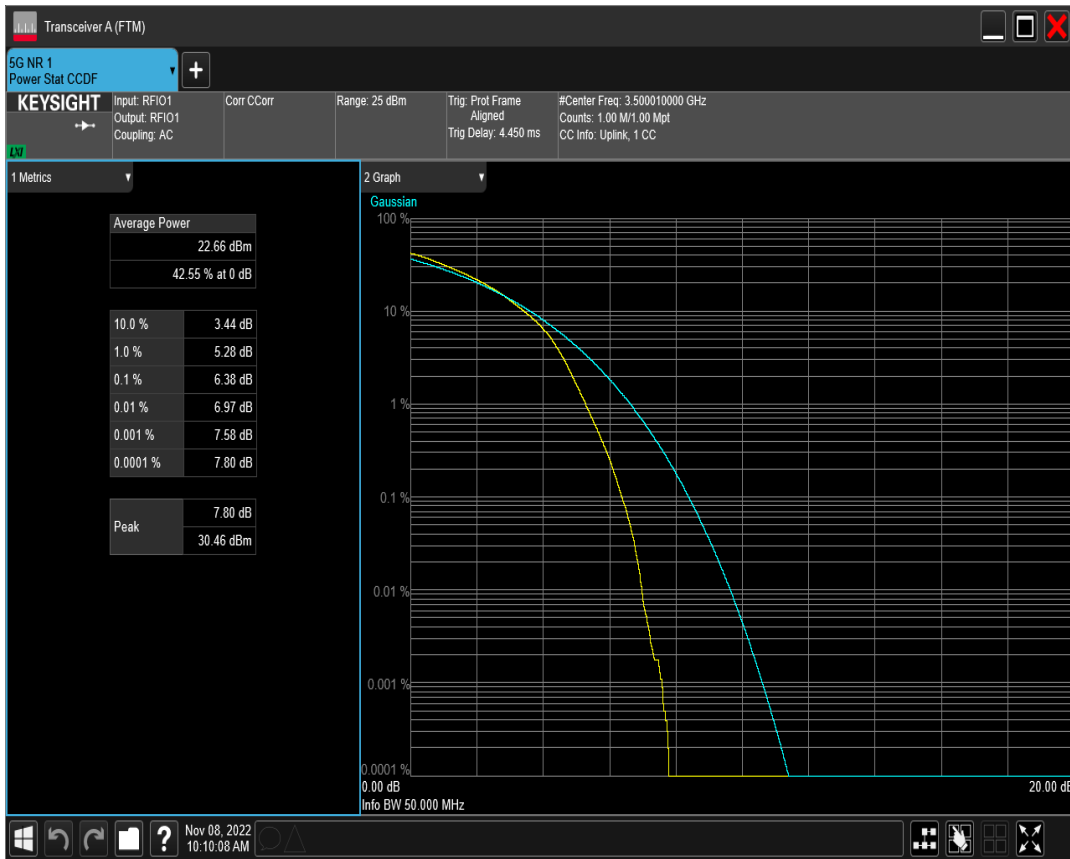 Transceiver A (FTM)
5G NR 1
Power Stat CCDF
+
KEYSIGHT
LXI
Input: RFIO1
Output: RFIO1
Coupling: AC
Corr CCorr
Range: 25 dBm
Trig: Prot Frame
Aligned
Trig Delay: 4.450 ms
#Center Freq: 3.500010000 GHz
Counts: 1.00 M/1.00 Mpt
CC Info: Uplink, 1 CC
1 Metrics
Average Power
22.66 dBm
42.55 % at 0 dB
10.0 % 3.44 dB
1.0 % 5.28 dB
0.1 % 6.38 dB
0.01 % 6.97 dB
0.001 % 7.58 dB
0.0001 % 7.80 dB
Peak
7.80 dB
30.46 dBm
2 Graph
Gaussian
100 %
10 %
1 %
0.1 %
0.01 %
0.001 %
0.0001 %
0.00 dB 20.00 dB
Info BW 50.000 MHz
?
Nov 08, 2022
10:10:08 AM